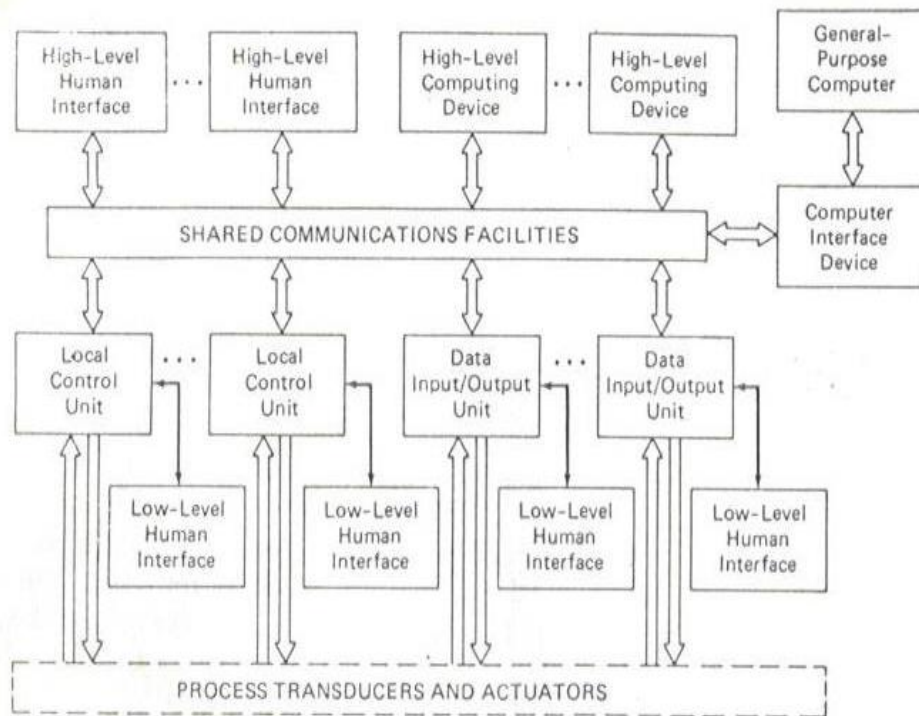 High-Level
Human
Interface
...
High-Level
Human
Interface
High-Level
Computing
Device
...
High-Level
Computing
Device
General-
Purpose
Computer
SHARED COMMUNICATIONS FACILITIES
Computer
Interface
Device
Local
Control
Unit
...
Local
Control
Unit
Data
Input/Output
Unit
...
Data
Input/Output
Unit
Low-Level
Human
Interface
Low-Level
Human
Interface
Low-Level
Human
Interface
Low-Level
Human
Interface
PROCESS TRANSDUCERS AND ACTUATORS